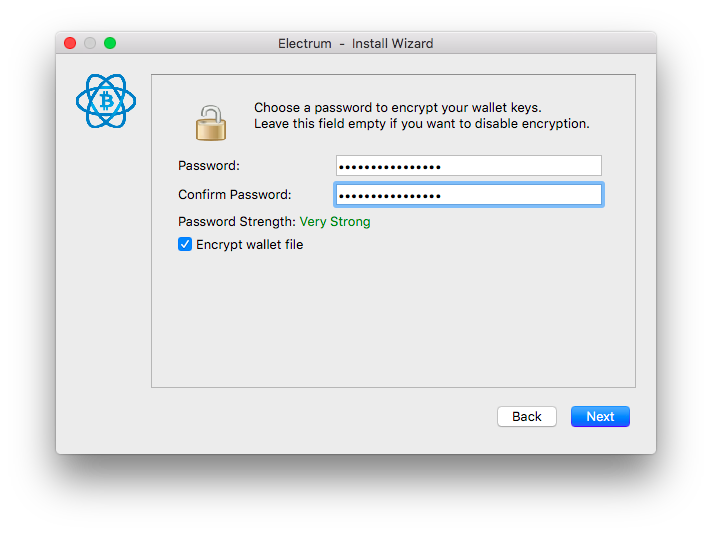 Electrum - Install Wizard
Choose a password to encrypt your wallet keys.
Leave this field empty if you want to disable encryption.
Password: ••••••••••••••••
Confirm Password: ••••••••••••••••
Password Strength: Very Strong
Encrypt wallet file
Back Next